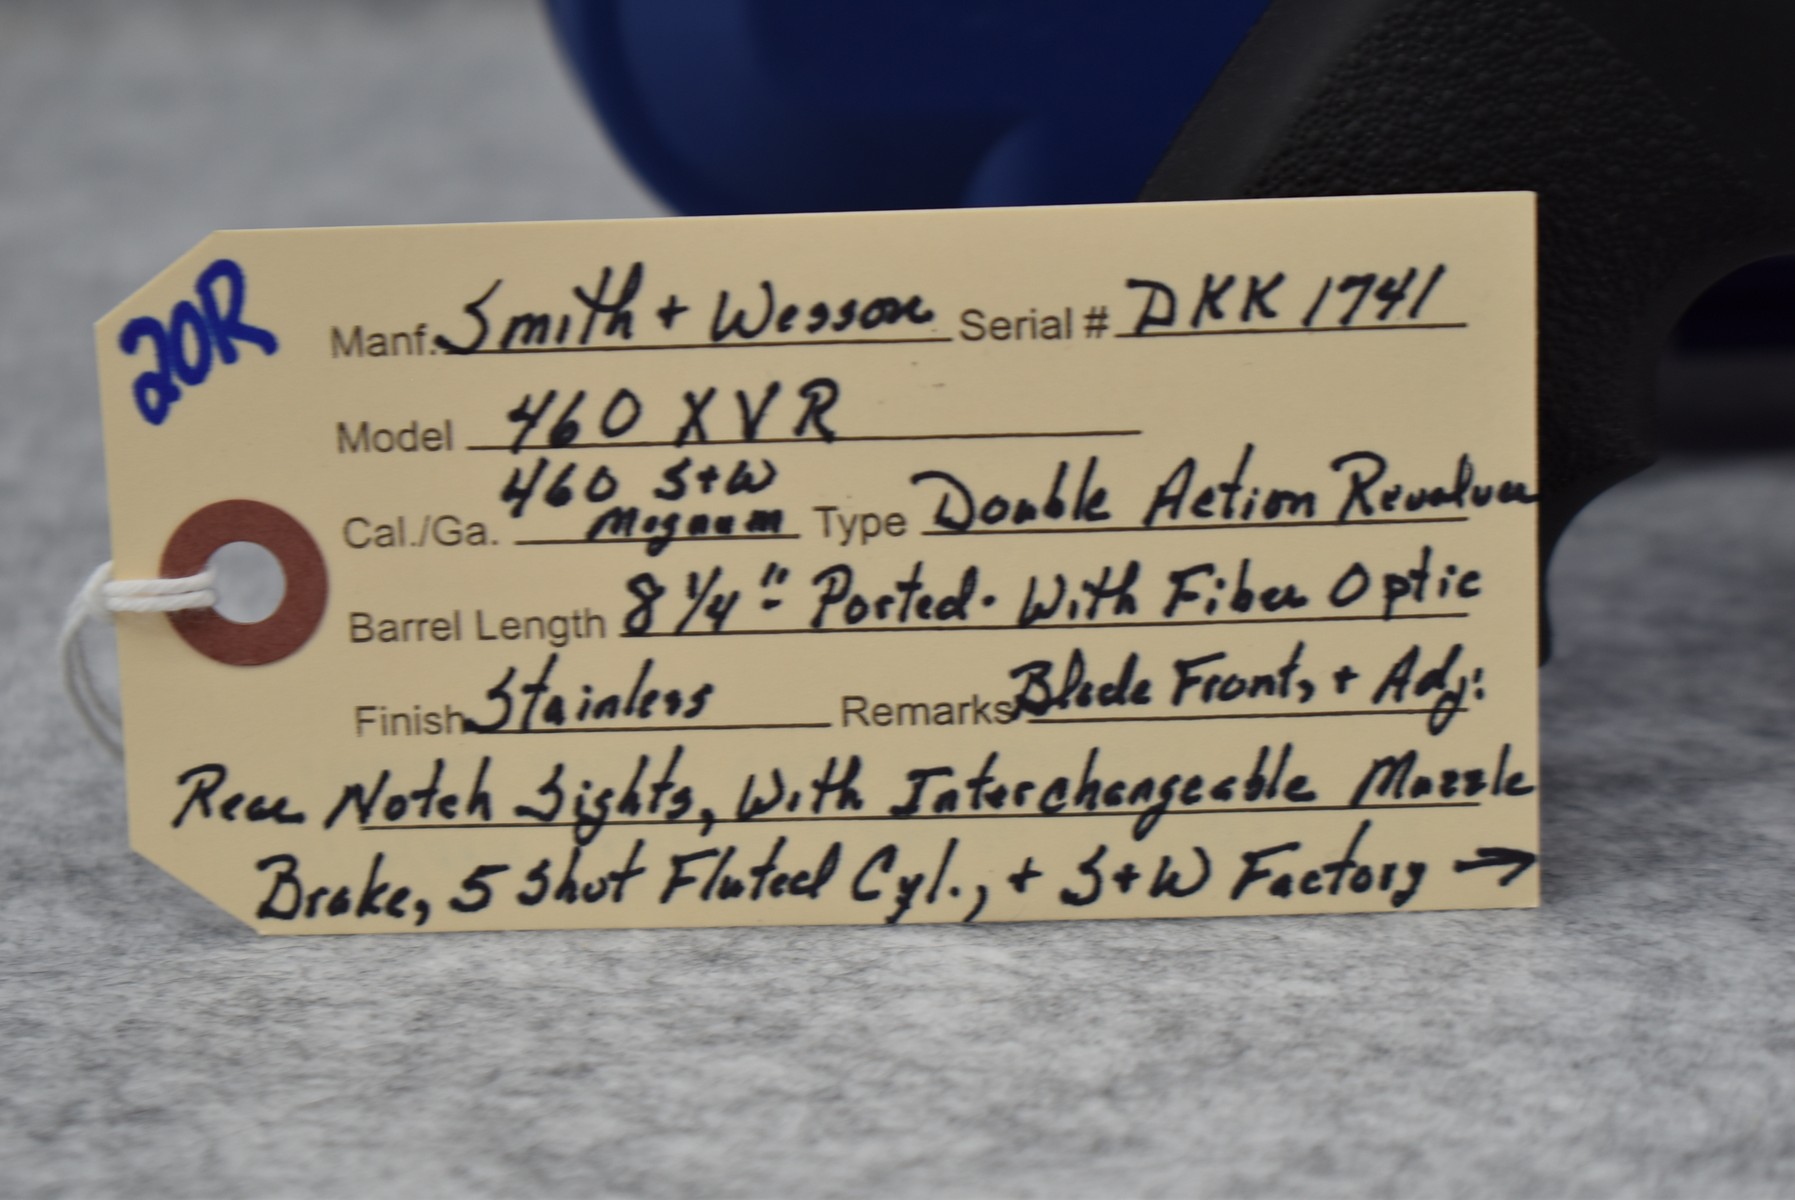 20R
Manf. Smith + Wesson Serial # DKK 1741
Model 460 XVR
460 S+W
Cal./Ga. Magnum Type Double Action Revolver
Barrel Length 8 1/4" Ported. With Fiber Optic
Finish Stainless Remarks Blade Front, + Adj.
Rear Notch Sights, With Interchangeable Muzzle
Brake, 5 Shot Fluted Cyl., + S+W Factory →